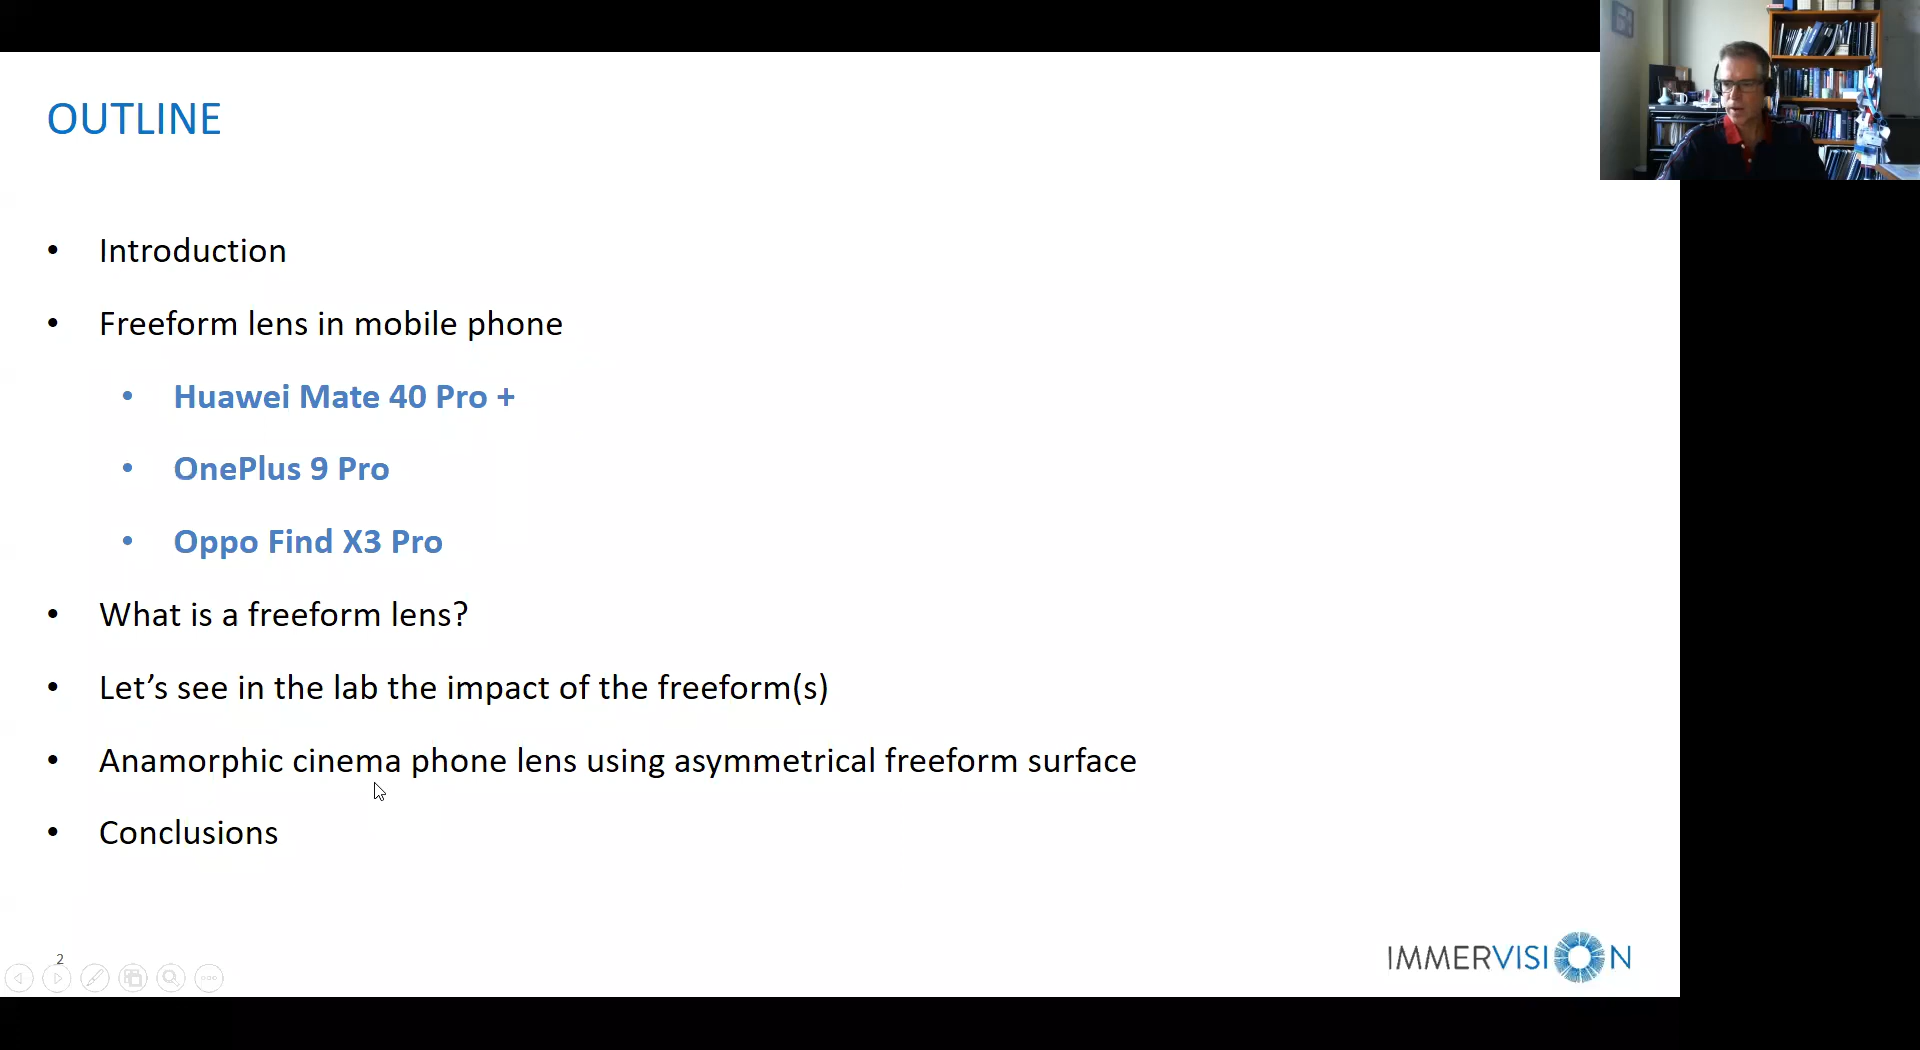 OUTLINE
• Introduction
• Freeform lens in mobile phone
• Huawei Mate 40 Pro +
• OnePlus 9 Pro
• Oppo Find X3 Pro
• What is a freeform lens?
• Let’s see in the lab the impact of the freeform(s)
• Anamorphic cinema phone lens using asymmetrical freeform surface
• Conclusions
2
IMMERVISION